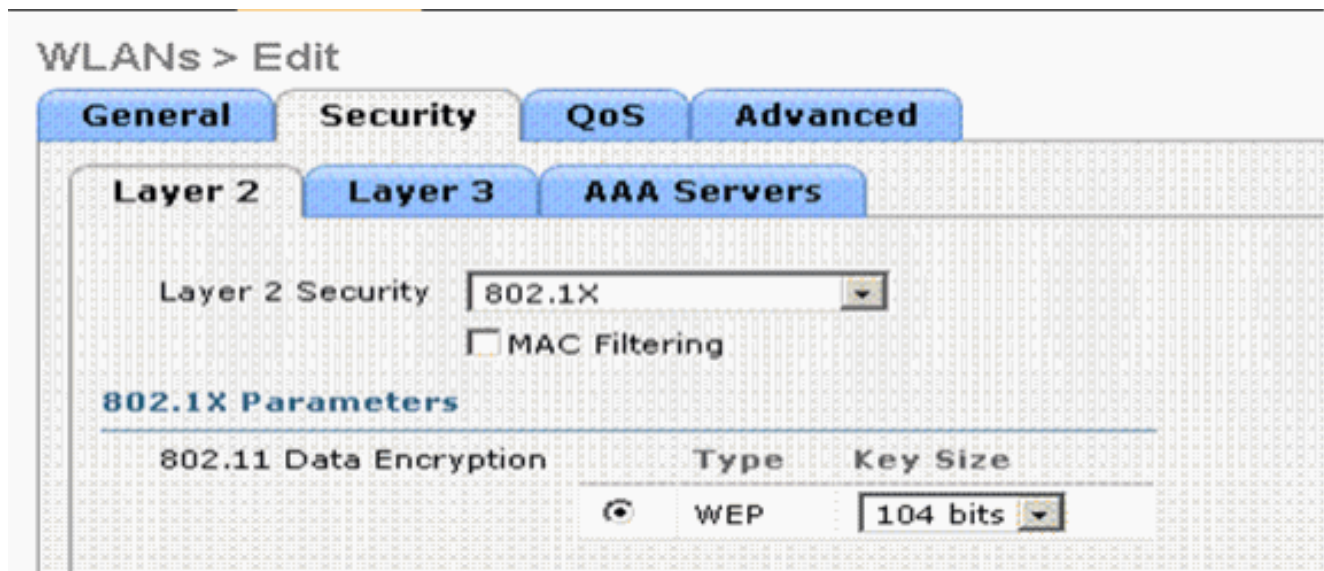 WLANs > Edit
General Security QoS Advanced
Layer 2 Layer 3 AAA Servers
Layer 2 Security 802.1X
MAC Filtering
802.1X Parameters
802.11 Data Encryption Type Key Size
WEP 104 bits